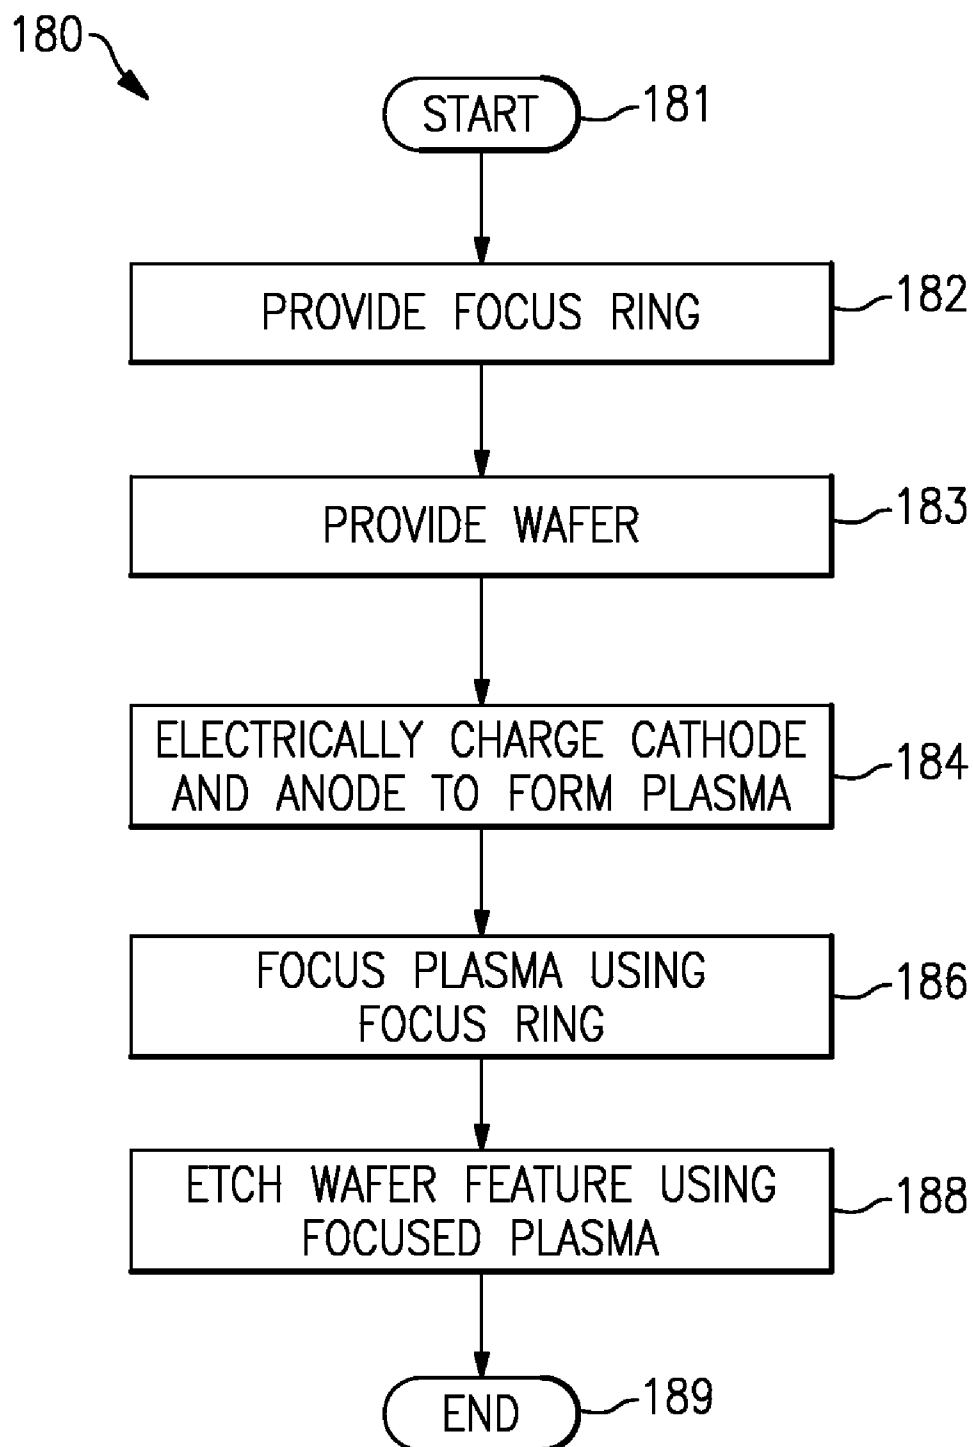 180
START
181
PROVIDE FOCUS RING
182
PROVIDE WAFER
183
ELECTRICALLY CHARGE CATHODE
AND ANODE TO FORM PLASMA
184
FOCUS PLASMA USING
FOCUS RING
186
ETCH WAFER FEATURE USING
FOCUSED PLASMA
188
END
189